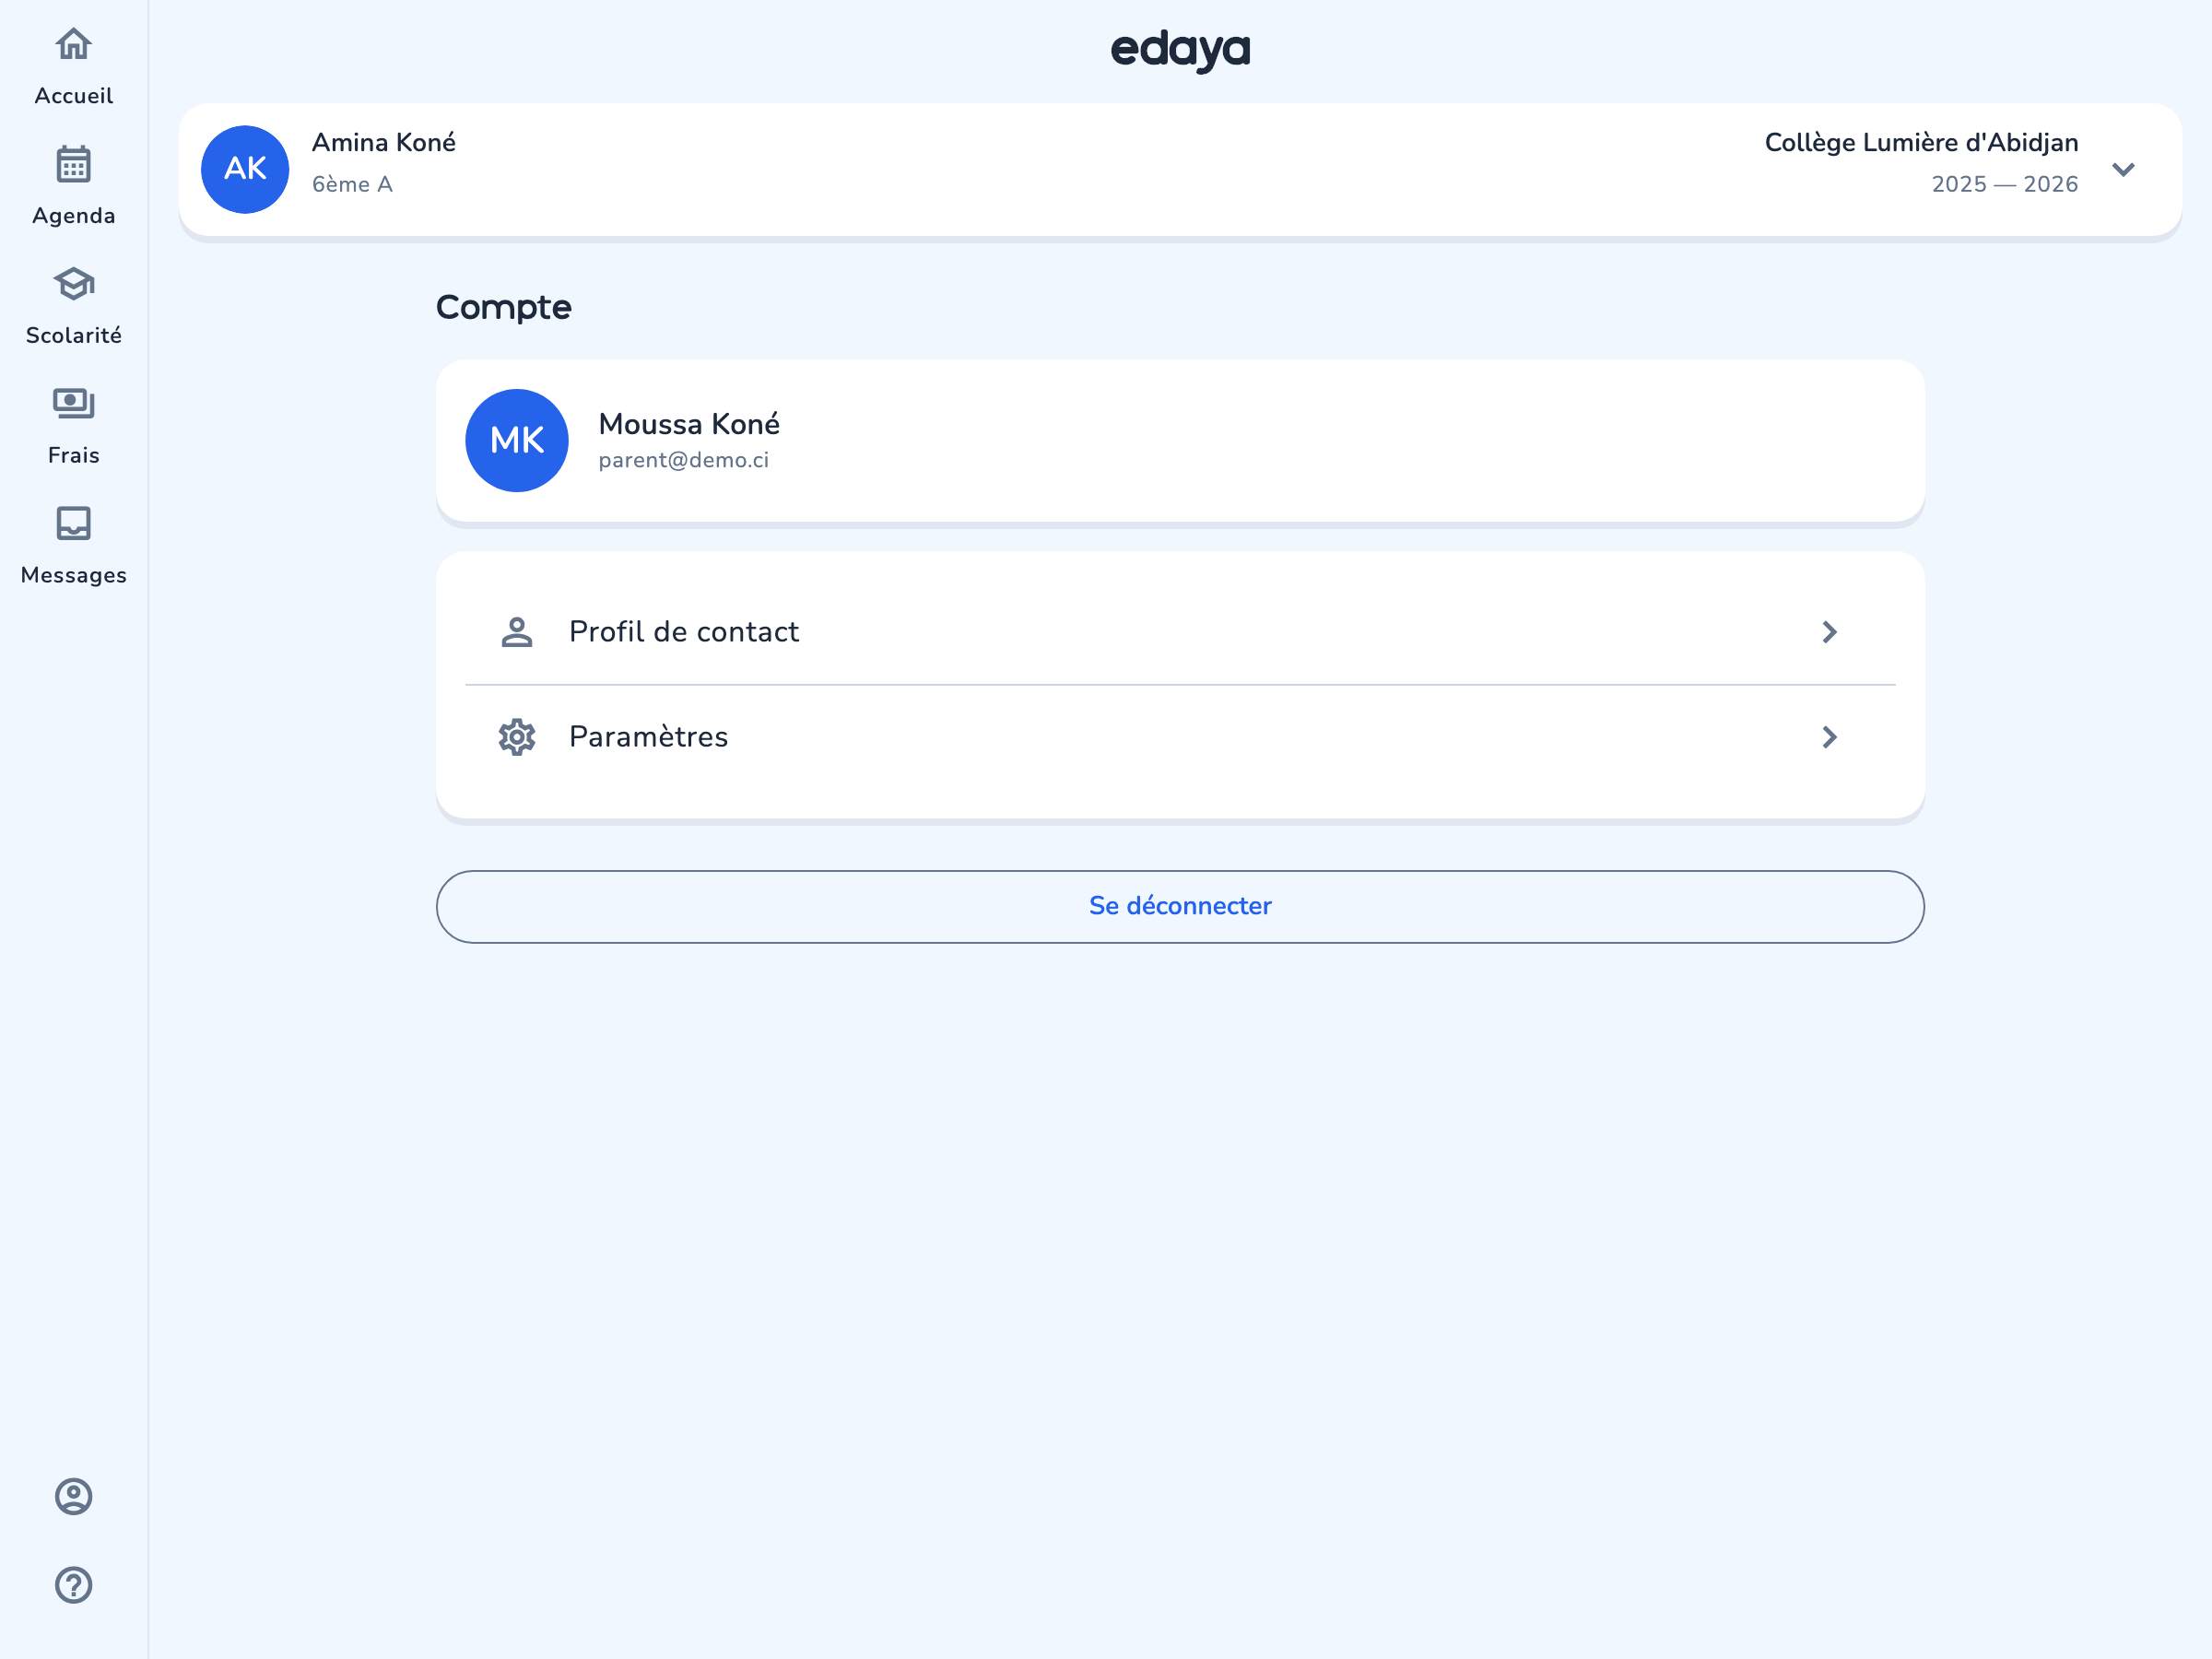 edaya
Accueil
Agenda
Scolarité
Frais
Messages
AK
Amina Koné
6ème A
Collège Lumière d'Abidjan
2025 — 2026
Compte
MK
Moussa Koné
parent@demo.ci
Profil de contact
Paramètres
Se déconnecter